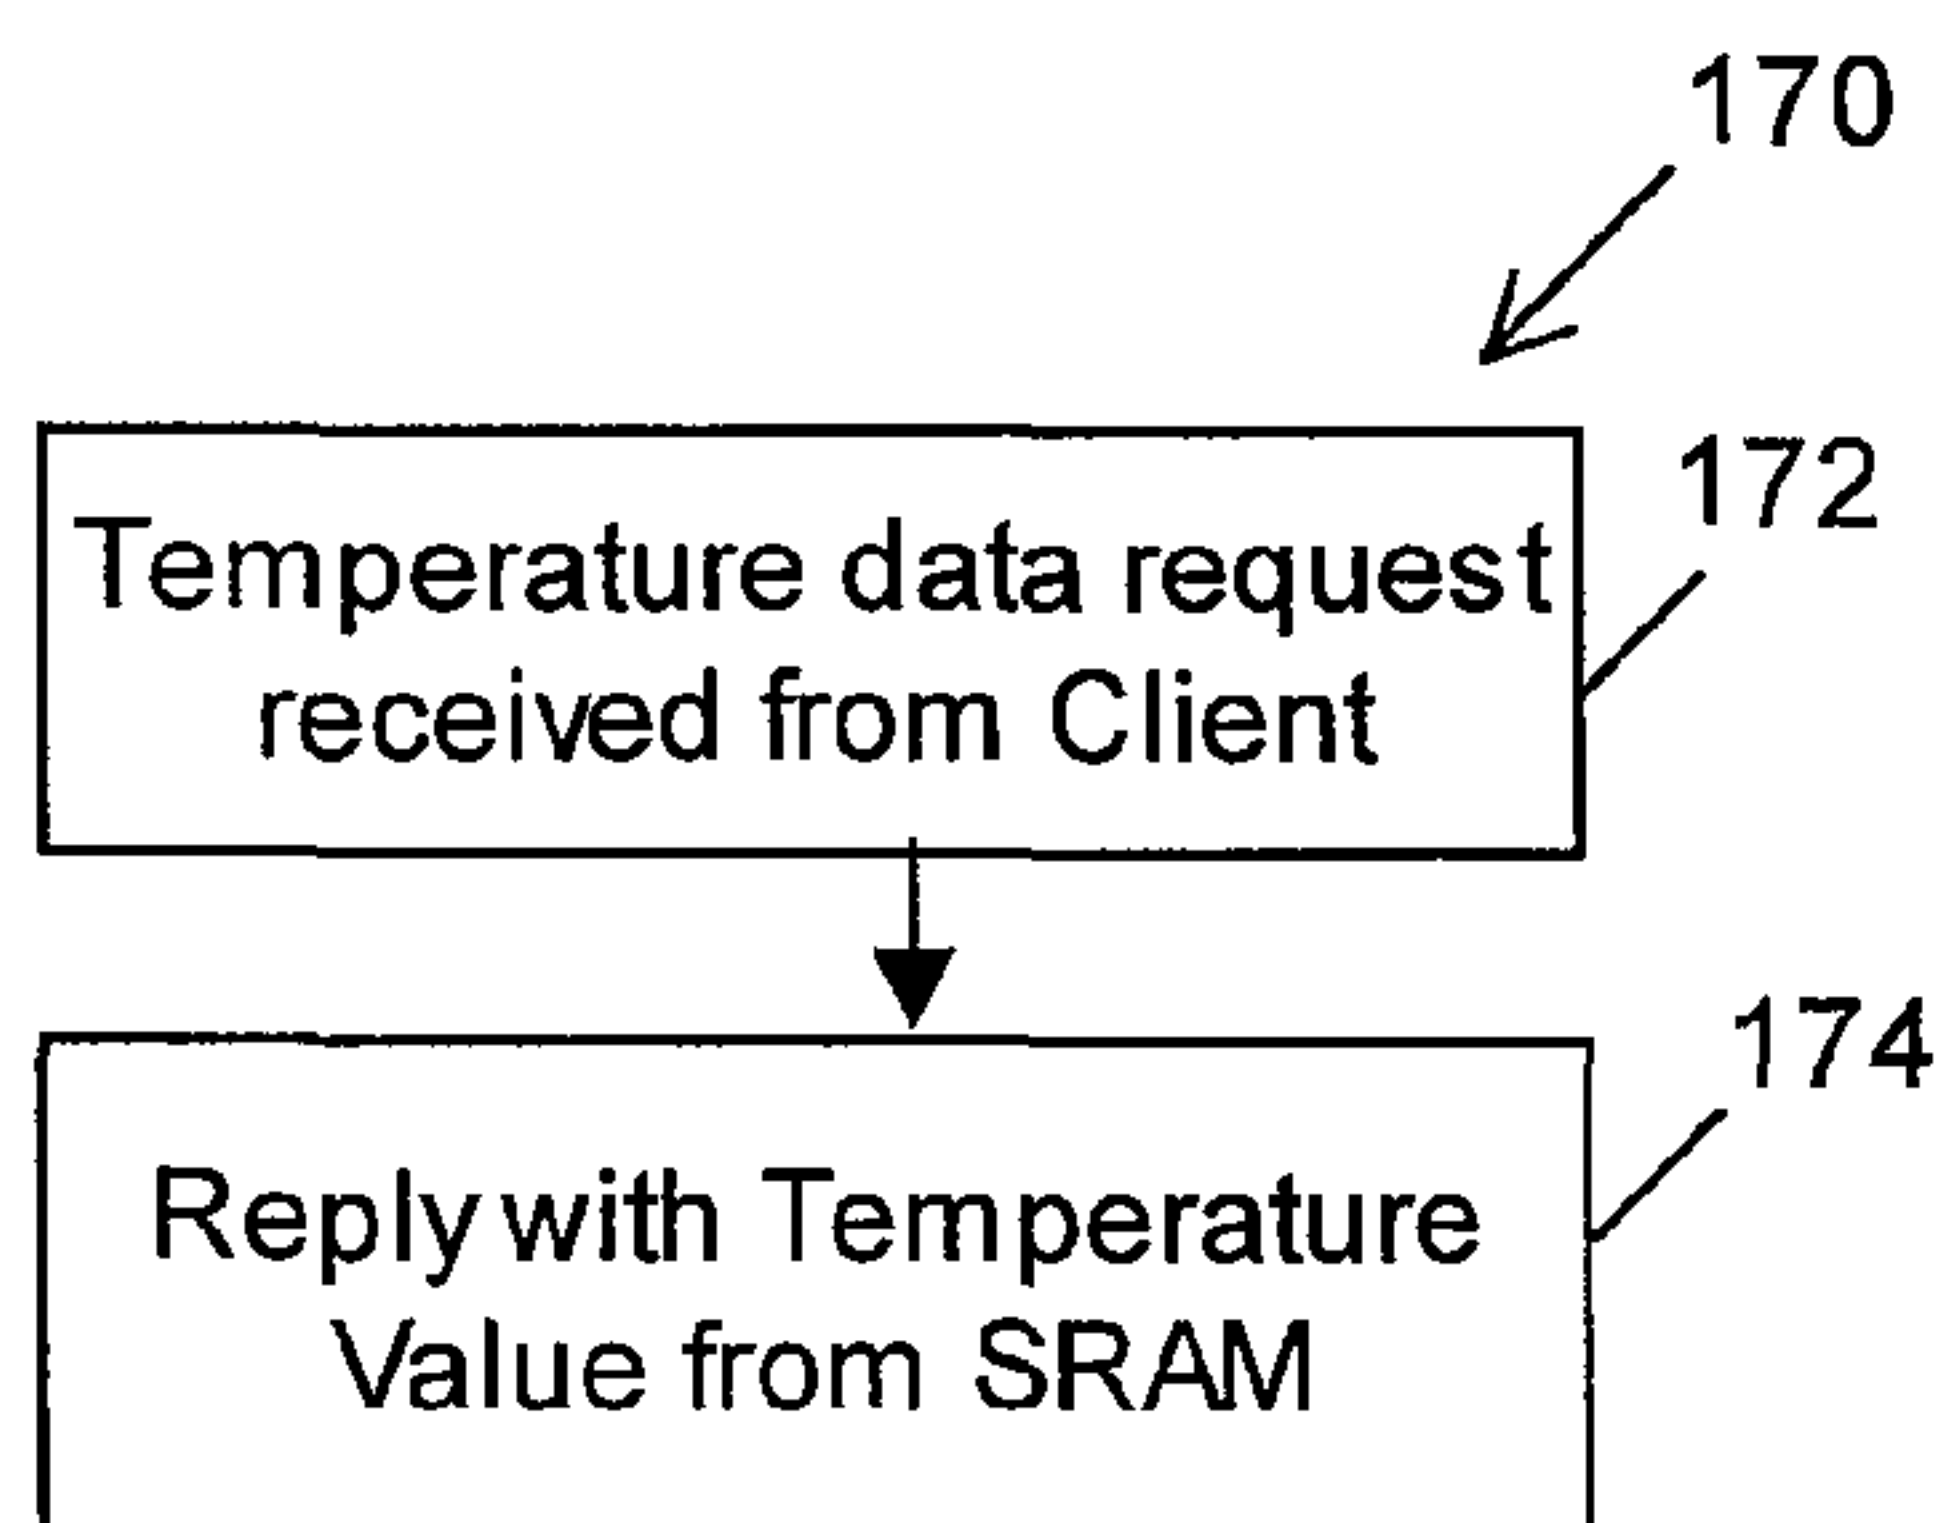 170
172
Temperature data request
received from Client
174
Reply with Temperature
Value from SRAM